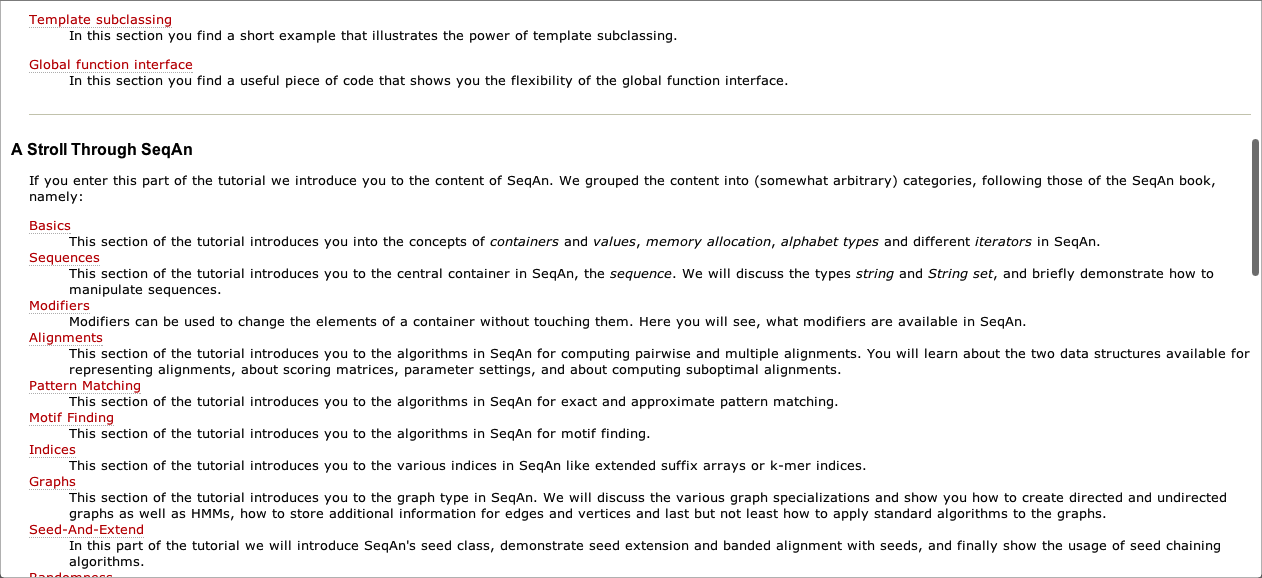 Template subclassing
In this section you find a short example that illustrates the power of template subclassing.
Global function interface
In this section you find a useful piece of code that shows you the flexibility of the global function interface.
A Stroll Through SeqAn
If you enter this part of the tutorial we introduce you to the content of SeqAn. We grouped the content into (somewhat arbitrary) categories, following those of the SeqAn book,
namely:
Basics
This section of the tutorial introduces you into the concepts of containers and values, memory allocation, alphabet types and different iterators in SeqAn.
Sequences
This section of the tutorial introduces you to the central container in SeqAn, the sequence. We will discuss the types string and String set, and briefly demonstrate how to
manipulate sequences.
Modifiers
Modifiers can be used to change the elements of a container without touching them. Here you will see, what modifiers are available in SeqAn.
Alignments
This section of the tutorial introduces you to the algorithms in SeqAn for computing pairwise and multiple alignments. You will learn about the two data structures available for
representing alignments, about scoring matrices, parameter settings, and about computing suboptimal alignments.
Pattern Matching
This section of the tutorial introduces you to the algorithms in SeqAn for exact and approximate pattern matching.
Motif Finding
This section of the tutorial introduces you to the algorithms in SeqAn for motif finding.
Indices
This section of the tutorial introduces you to the various indices in SeqAn like extended suffix arrays or k-mer indices.
Graphs
This section of the tutorial introduces you to the graph type in SeqAn. We will discuss the various graph specializations and show you how to create directed and undirected
graphs as well as HMMs, how to store additional information for edges and vertices and last but not least how to apply standard algorithms to the graphs.
Seed-And-Extend
In this part of the tutorial we will introduce SeqAn's seed class, demonstrate seed extension and banded alignment with seeds, and finally show the usage of seed chaining
algorithms.
Randomness